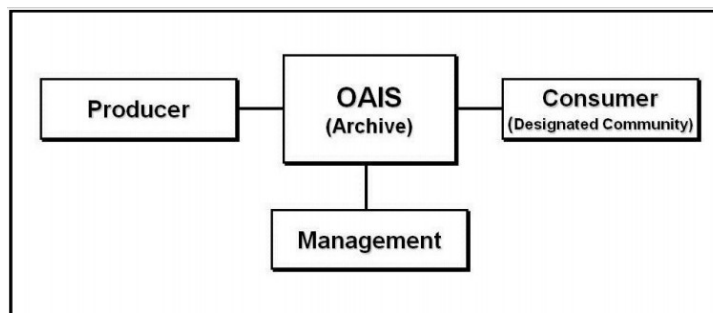 Producer
OAIS
(Archive)
Consumer
(Designated Community)
Management